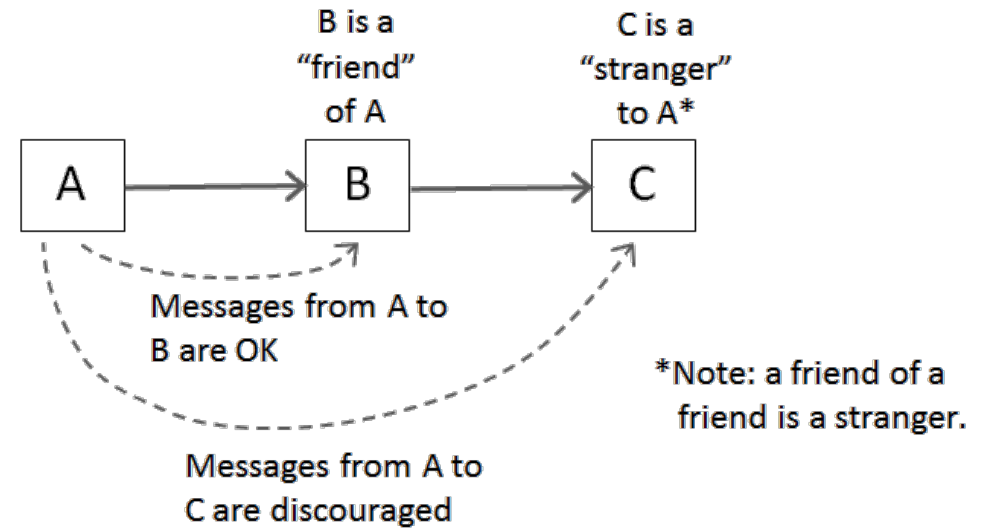 B is a
“friend”
of A
C is a
“stranger”
to A*
A
B
C
Messages from A to
B are OK
*Note: a friend of a
friend is a stranger.
Messages from A to
C are discouraged